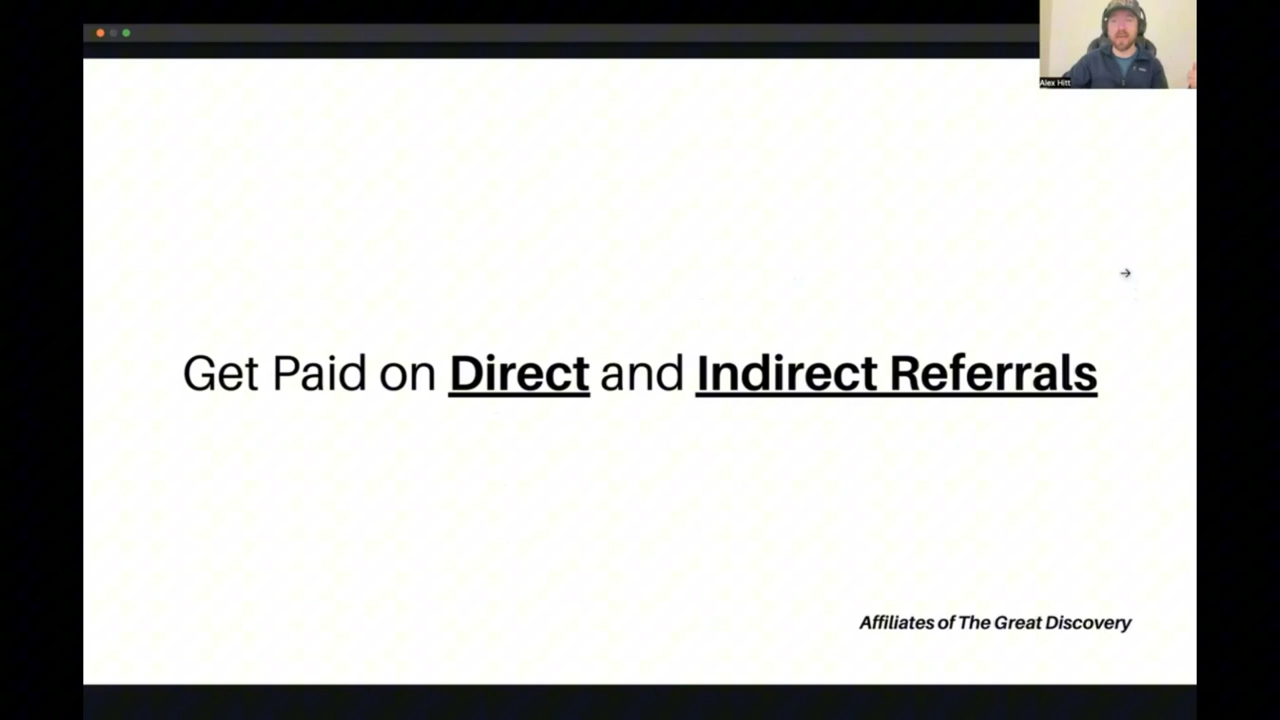 Alex Hitt
Get Paid on Direct and Indirect Referrals
Affiliates of The Great Discovery